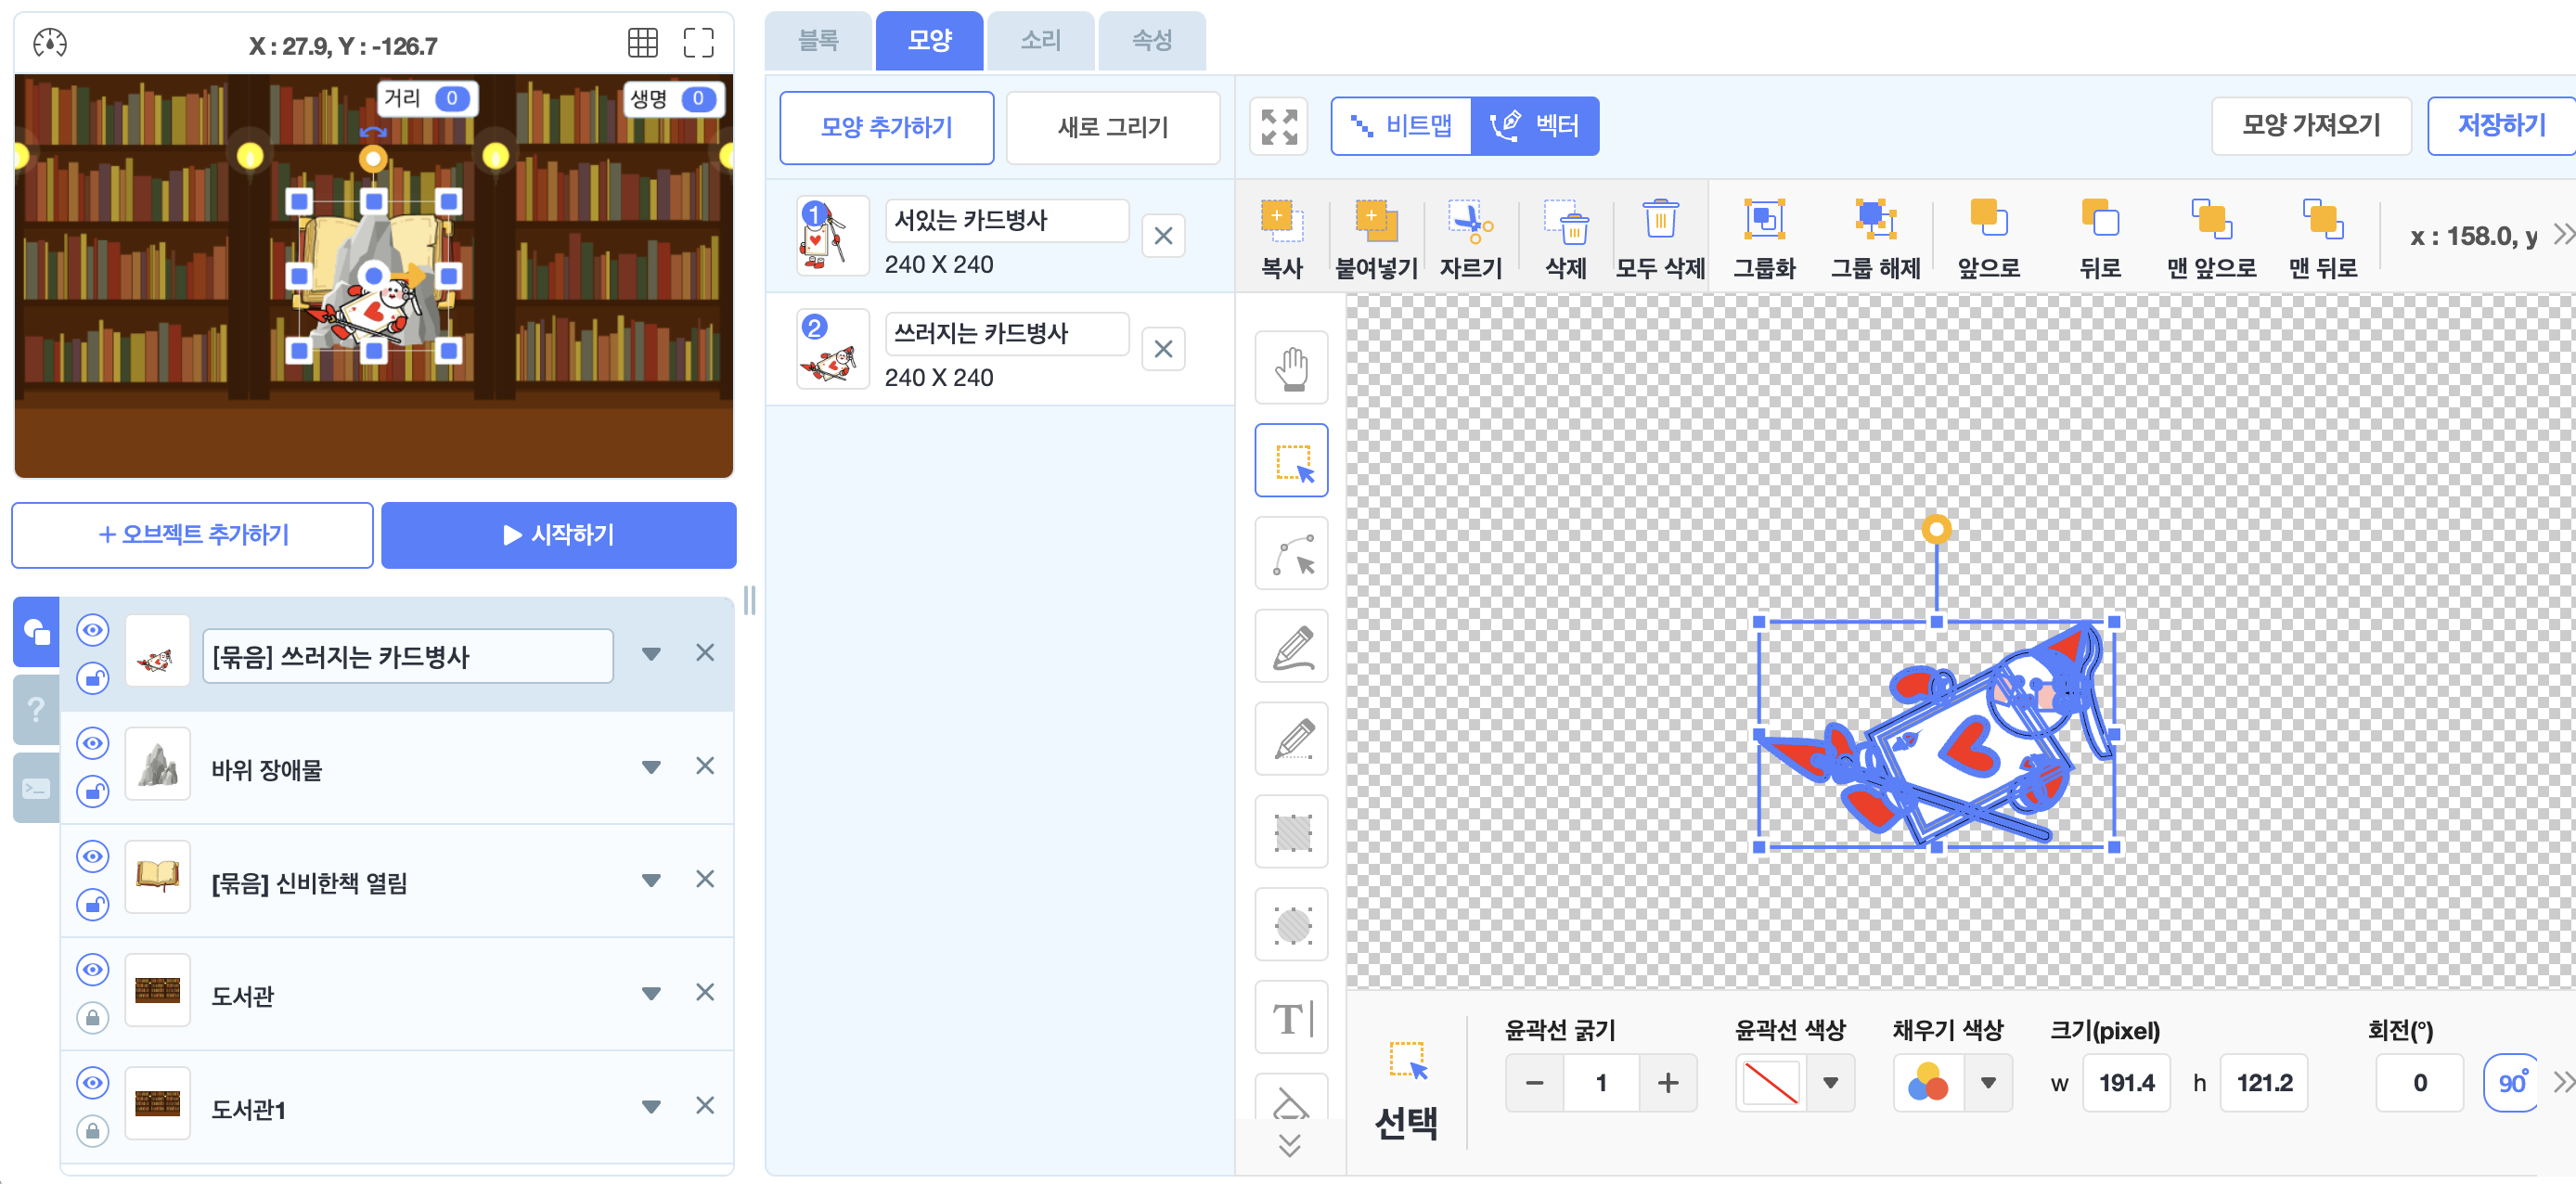 X : 27.9, Y : -126.7
거리 0
생명 0
+ 오브젝트 추가하기
시작하기
[묶음] 쓰러지는 카드병사
바위 장애물
[묶음] 신비한책 열림
도서관
도서관1
?
>_
블록
모양
소리
속성
모양 추가하기
새로 그리기
1
서있는 카드병사
240 X 240
2
쓰러지는 카드병사
240 X 240
비트맵
벡터
모양 가져오기
저장하기
복사
붙여넣기
자르기
삭제
모두 삭제
그룹화
그룹 해제
앞으로
뒤로
맨 앞으로
맨 뒤로
x : 158.0, y
T
선택
윤곽선 굵기
1
윤곽선 색상
채우기 색상
크기(pixel)
w 191.4 h 121.2
회전(°)
0
90°